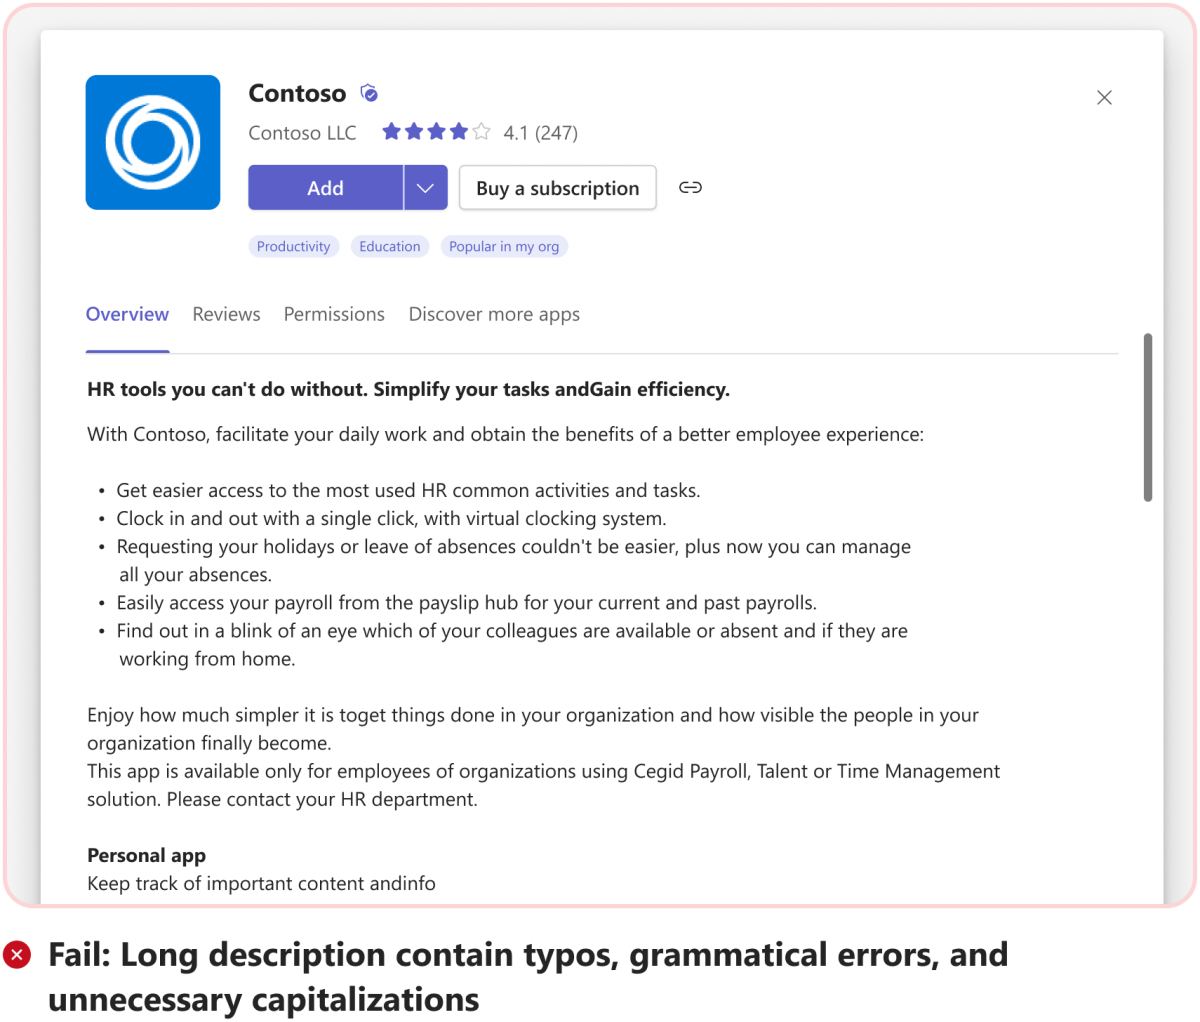 Contoso
Contoso LLC 4.1 (247)
Add Buy a subscription
Productivity Education Popular in my org
Overview Reviews Permissions Discover more apps
HR tools you can't do without. Simplify your tasks andGain efficiency.
With Contoso, facilitate your daily work and obtain the benefits of a better employee experience:
• Get easier access to the most used HR common activities and tasks.
• Clock in and out with a single click, with virtual clocking system.
• Requesting your holidays or leave of absences couldn't be easier, plus now you can manage
all your absences.
• Easily access your payroll from the payslip hub for your current and past payrolls.
• Find out in a blink of an eye which of your colleagues are available or absent and if they are
working from home.
Enjoy how much simpler it is toget things done in your organization and how visible the people in your
organization finally become.
This app is available only for employees of organizations using Cegid Payroll, Talent or Time Management
solution. Please contact your HR department.
Personal app
Keep track of important content andinfo
Fail: Long description contain typos, grammatical errors, and
unnecessary capitalizations